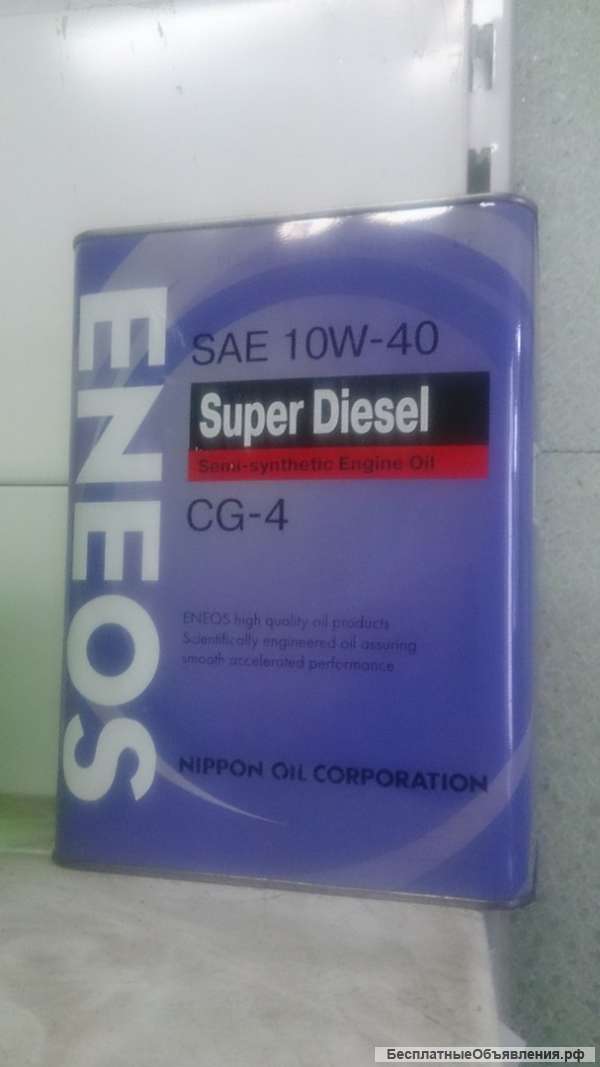 ENEOS
SAE 10W-40
Super Diesel
Semi-synthetic Engine Oil
CG-4
ENEOS high quality oil products
Scientifically engineered oil assuring
smooth accelerated performance
NIPPON OIL CORPORATION
БесплатныеОбъявления.рф